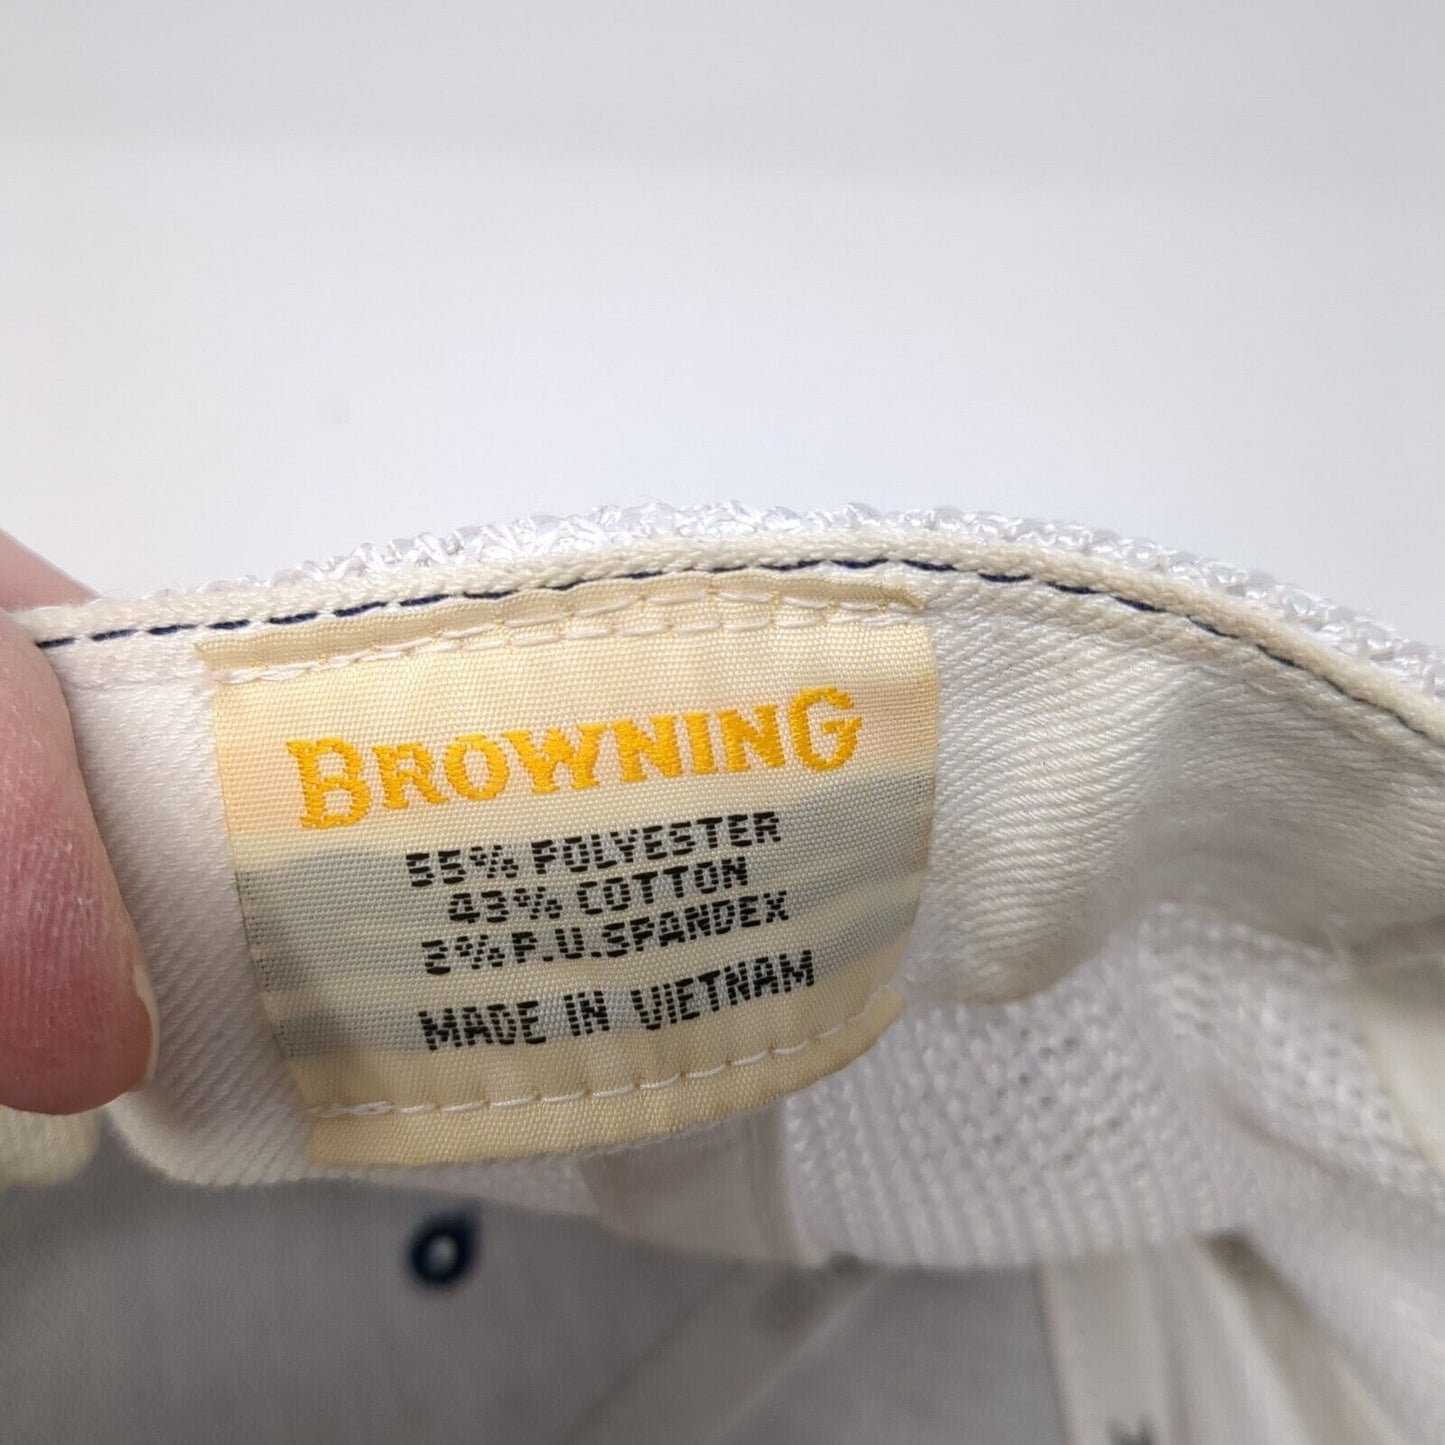 BROWNING
55% POLYESTER
43% COTTON
2% P.U.SPANDEX
MADE IN VIETNAM